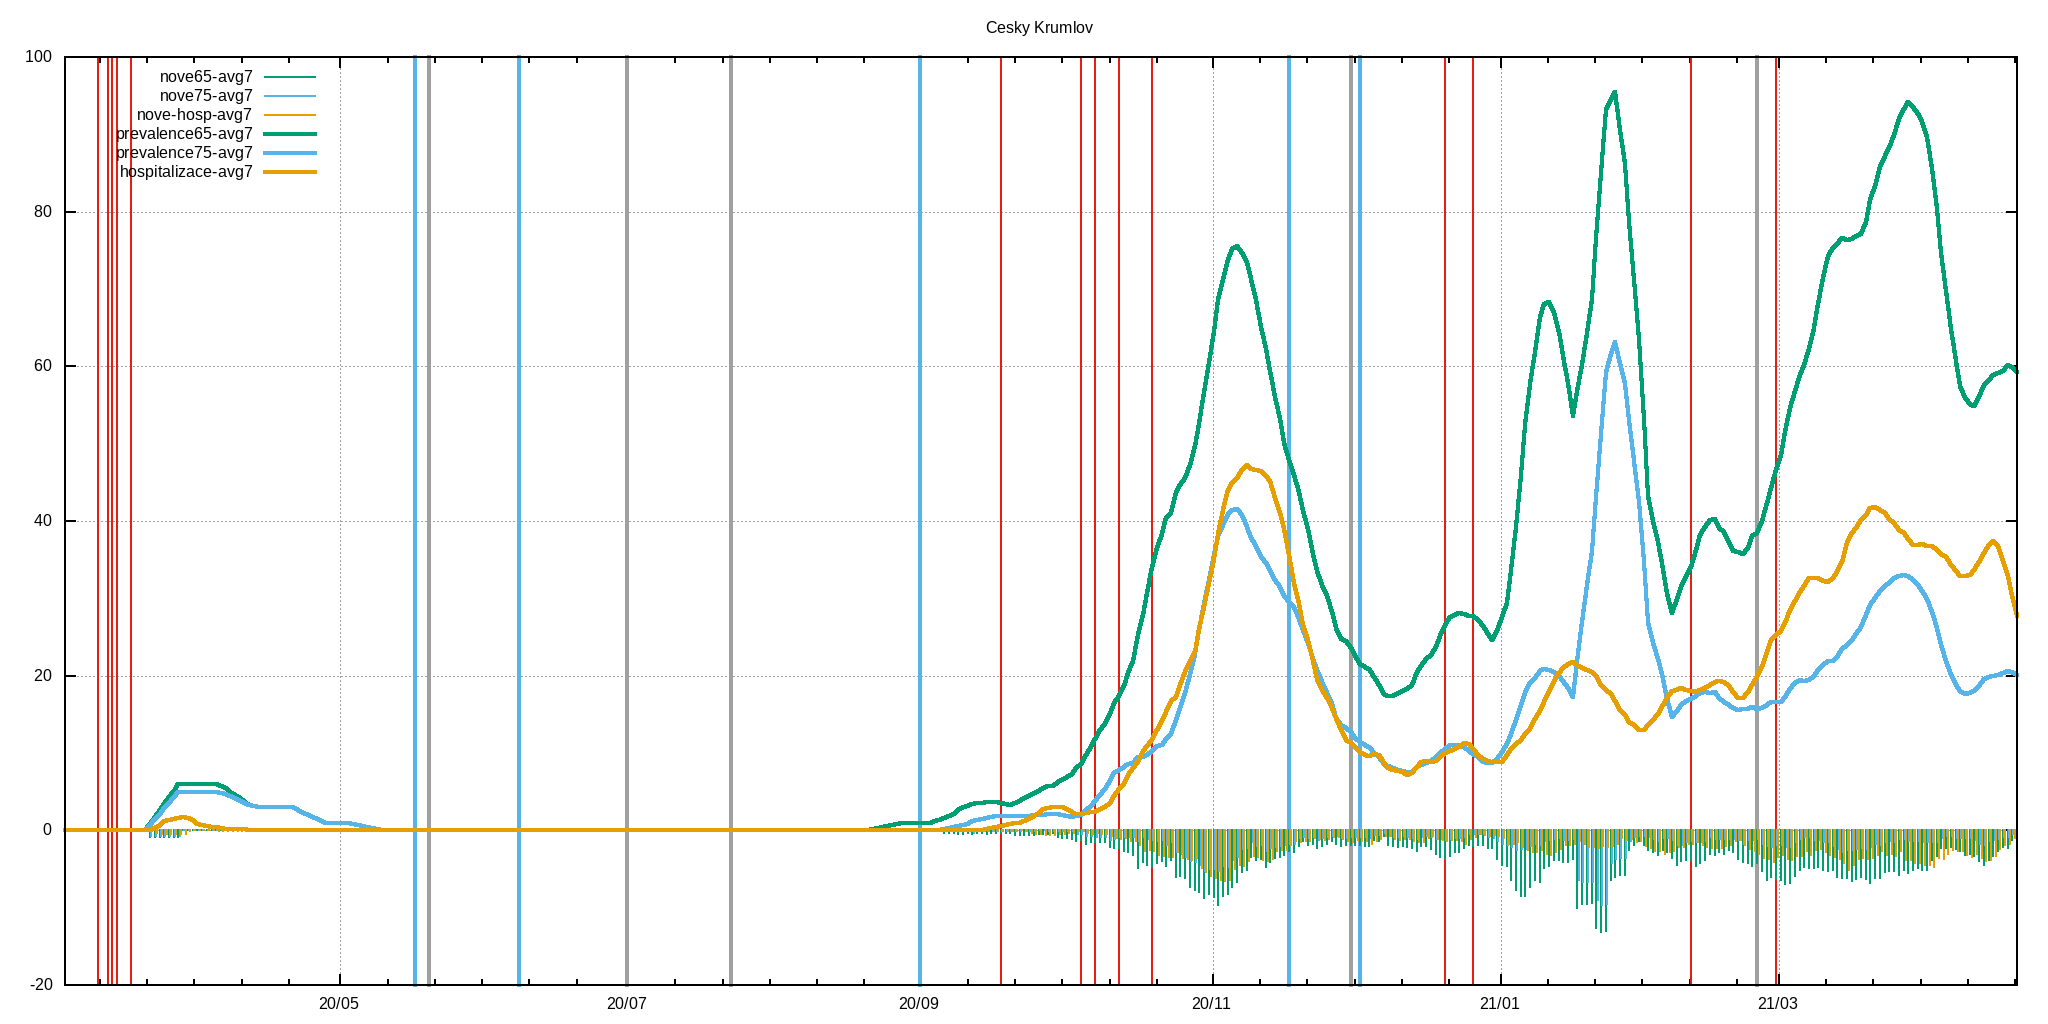 Cesky Krumlov
100
80
60
40
20
0
-20
nove65-avg7
nove75-avg7
nove-hosp-avg7
prevalence65-avg7
prevalence75-avg7
hospitalizace-avg7
20/05
20/07
20/09
20/11
21/01
21/03